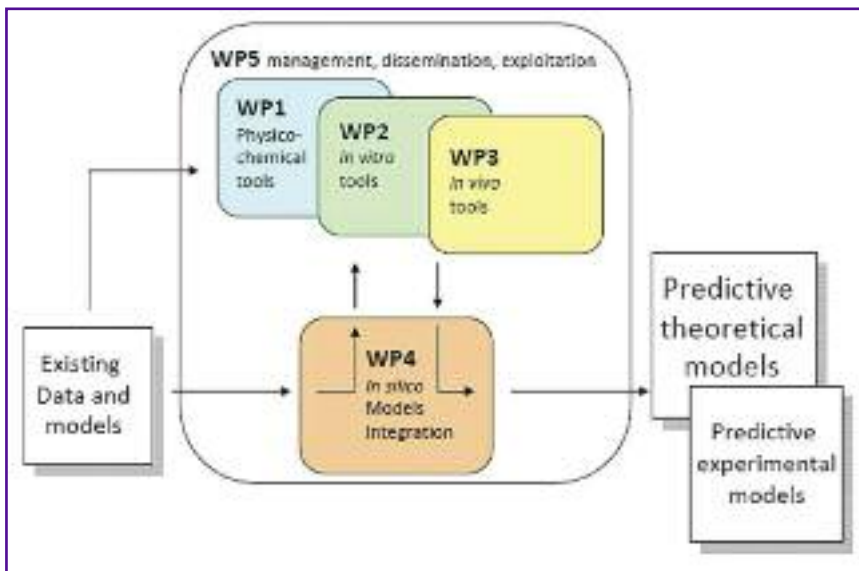 WP5 management, dissemination, exploitation
WP1
Physico-
chemical
tools
WP2
In vitro
tools
WP3
In vivo
tools
Existing
Data and
models
WP4
In silico
Models
Integration
Predictive
theoretical
models
Predictive
experimental
models